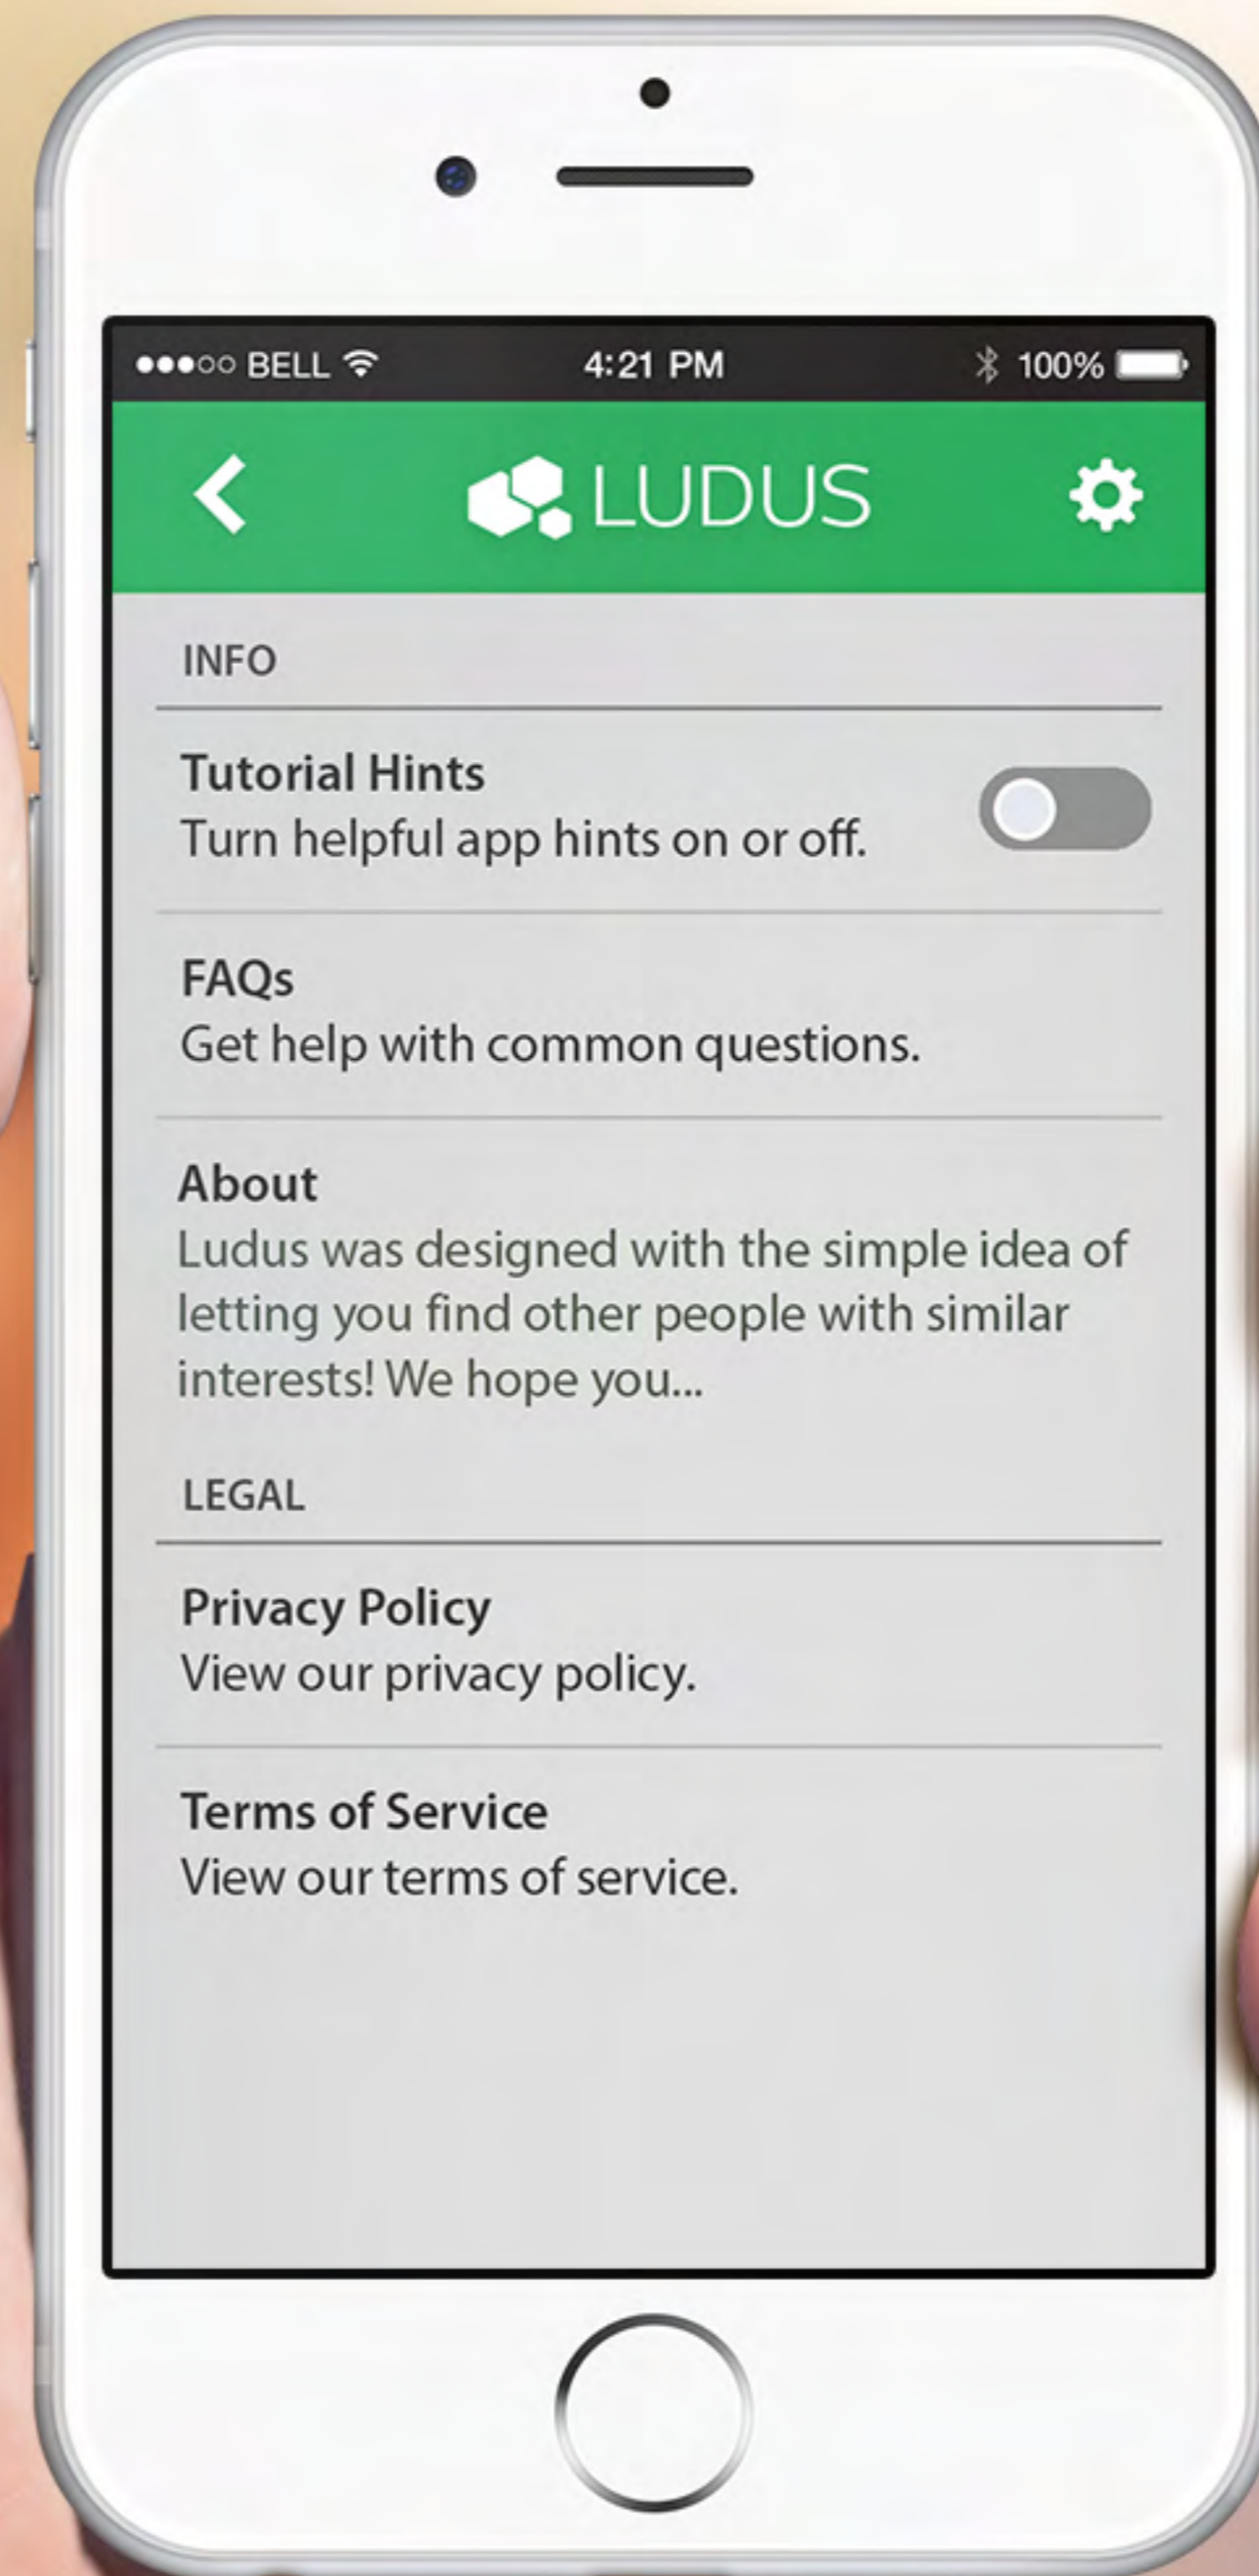 BELL 4:21 PM 100%
LUDUS
INFO
Tutorial Hints
Turn helpful app hints on or off.
FAQs
Get help with common questions.
About
Ludus was designed with the simple idea of
letting you find other people with similar
interests! We hope you...
LEGAL
Privacy Policy
View our privacy policy.
Terms of Service
View our terms of service.